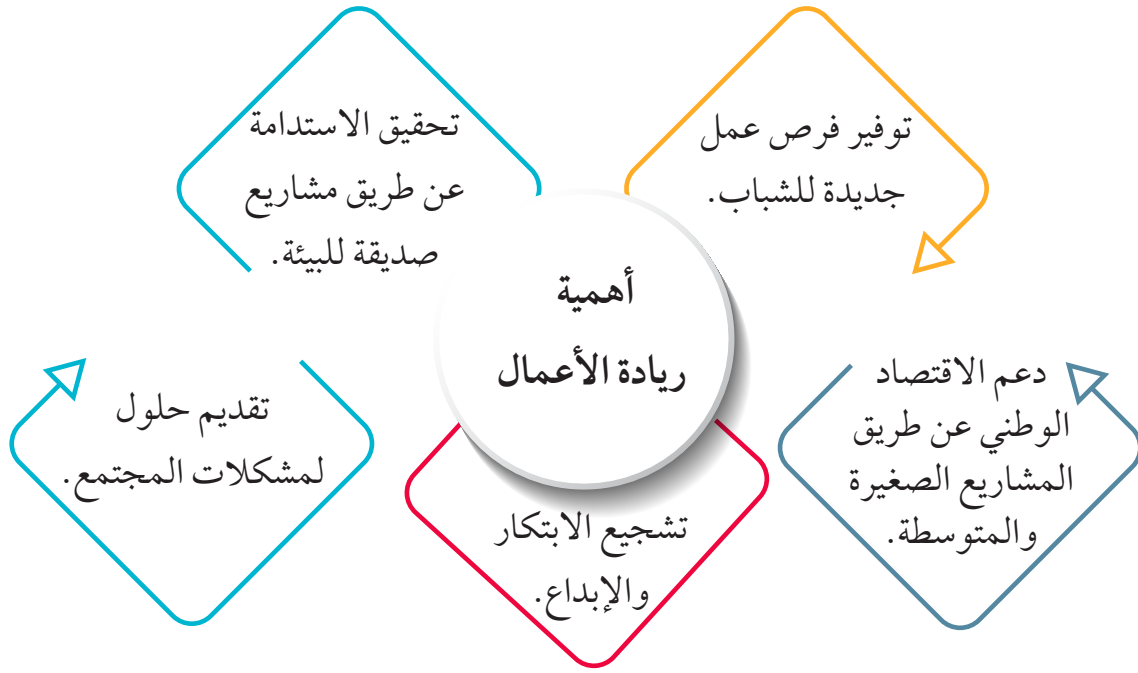 أهمية
ريادة الأعمال
توفير فرص عمل
جديدة للشباب.
دعم الاقتصاد
الوطني عن طريق
المشاريع الصغيرة
والمتوسطة.
تشجيع الابتكار
والإبداع.
تقديم حلول
لمشكلات المجتمع.
تحقيق الاستدامة
عن طريق مشاريع
صديقة للبيئة.